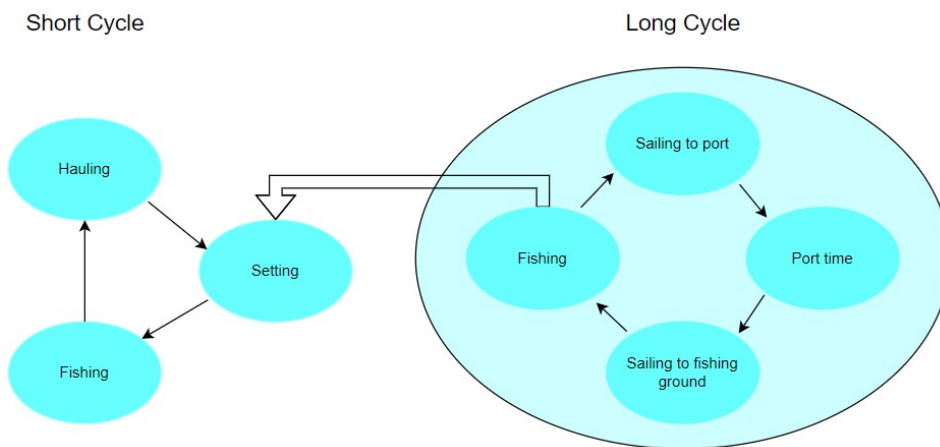 Short Cycle
Long Cycle
Hauling
Setting
Fishing
Sailing to port
Fishing
Port time
Sailing to fishing
ground